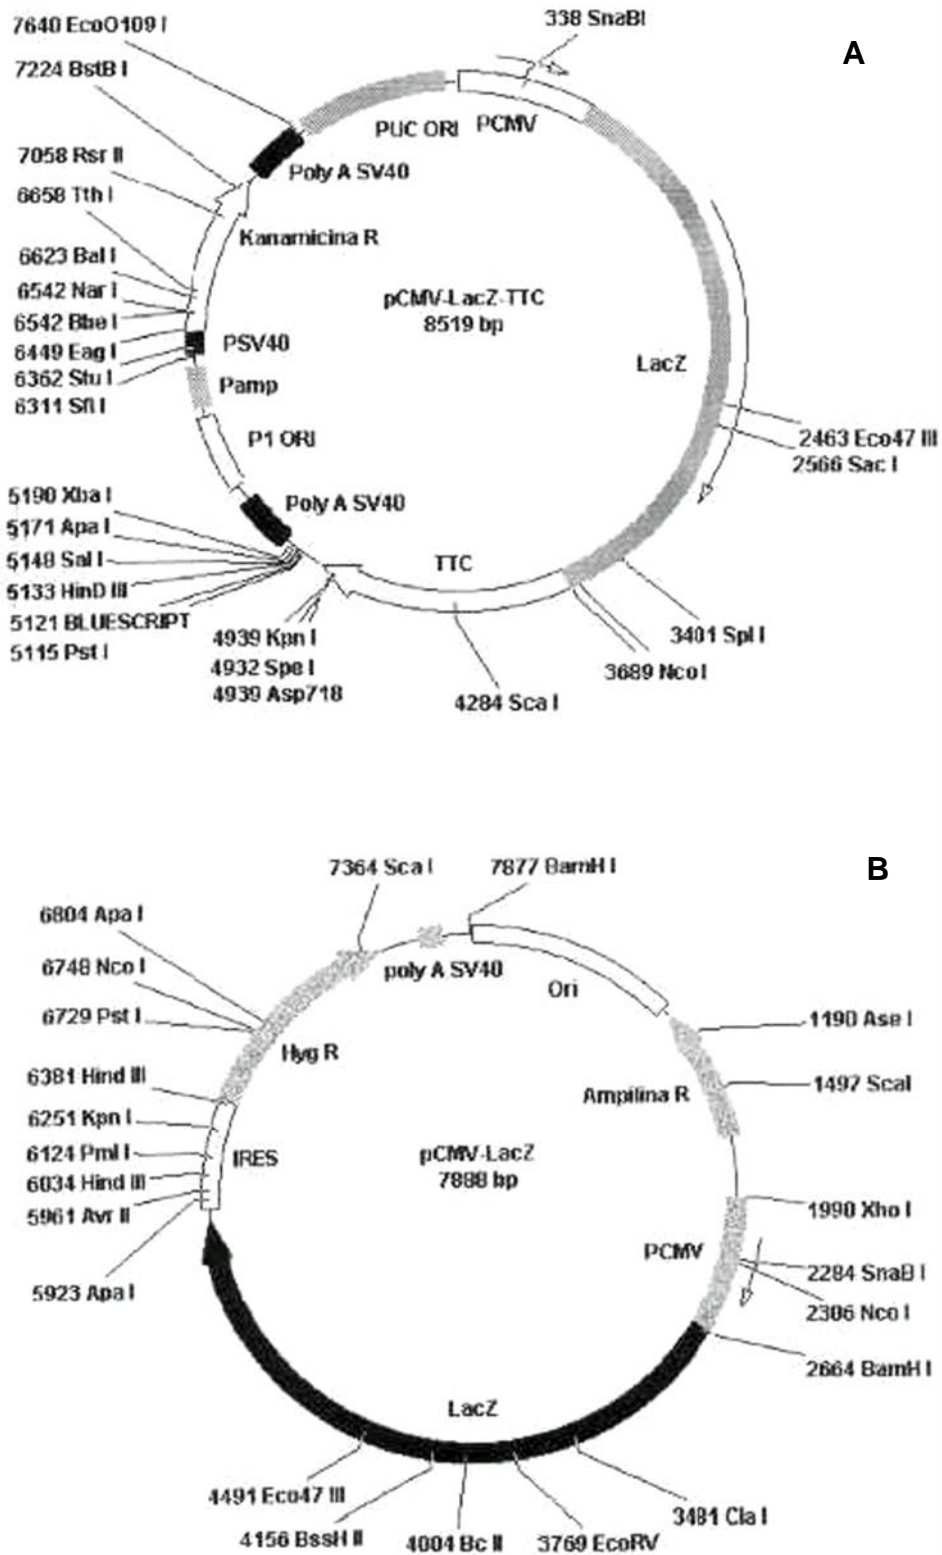 7640 EcoO109 I
338 SnaBI
A
7224 BstB I
PUC ORI
PCMV
7058 Rsr II
Poly A SV40
6658 Tth I
Kanamicina R
6623 Bal I
6542 Nar I
pCMV-LacZ-TTC
6542 Bbe I
8519 bp
PSV40
6449 Eag I
LacZ
6362 Stu I
Pamp
6311 Sfi I
P1 ORI
2463 Eco47 III
2566 Sac I
5190 Xba I
Poly A SV40
5171 Apa I
5148 Sal I
TTC
5133 HinD III
5121 BLUESCRIPT
4939 Kpn I
3401 Spl I
5115 Pst I
4932 Spe I
3689 Nco I
4939 Asp718
4284 Sca I
7364 Sca I
7877 BamH I
B
6804 Apa I
6748 Nco I
poly A SV40
Ori
6729 Pst I
1190 Ase I
Hyg R
6381 Hind III
Ampilina R
1497 ScaI
6251 Kpn I
6124 Pml I
IRES
pCMV-LacZ
6034 Hind III
7888 bp
5961 Avr II
1990 Xho I
PCMV
5923 Apa I
2284 SnaB I
2306 Nco I
2664 BamH I
LacZ
4491 Eco47 III
4156 BssH II
4004 Bc II
3769 EcoRV
3481 Cla I